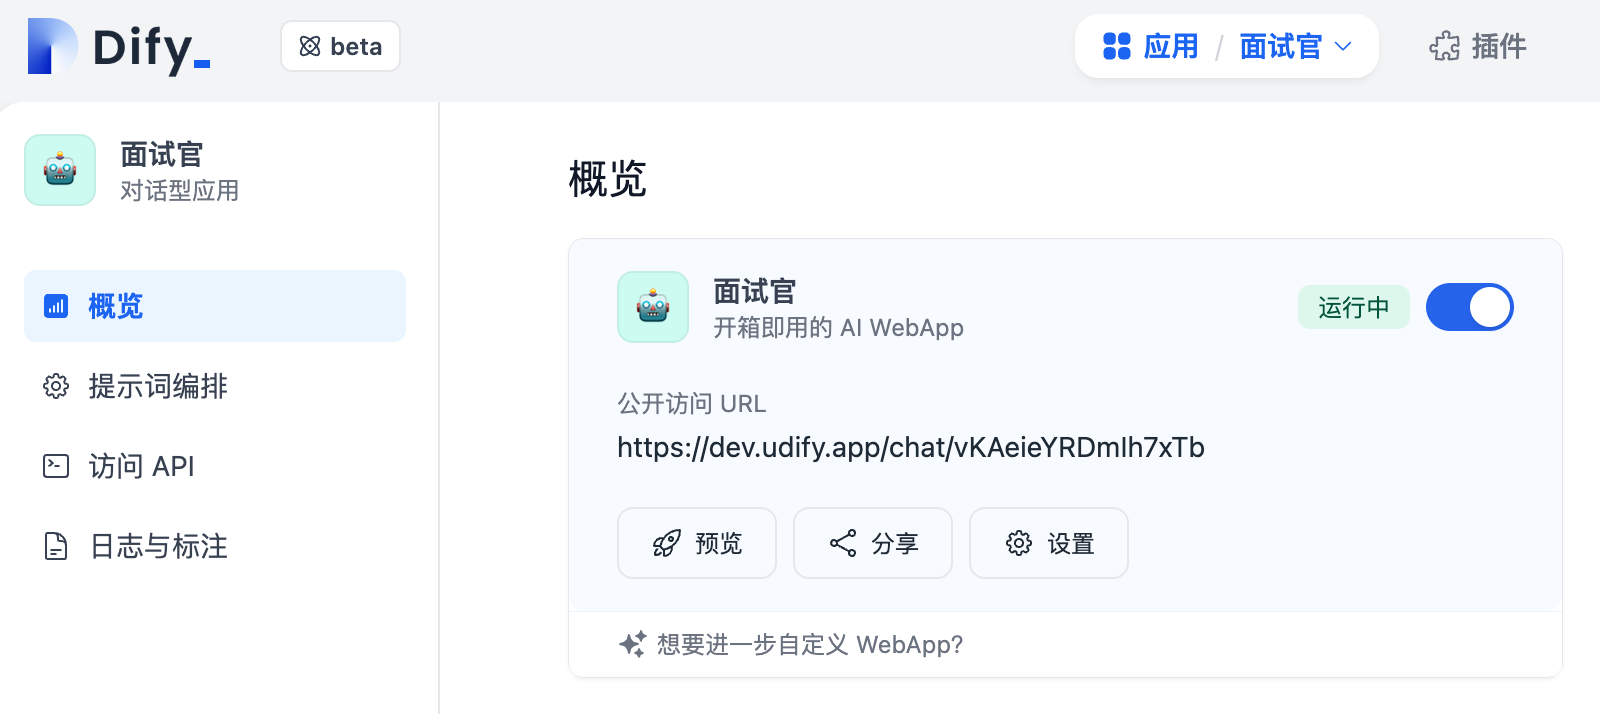 Dify_
beta
应用 / 面试官
插件
面试官
对话型应用
概览
提示词编排
访问 API
日志与标注
概览
面试官
开箱即用的 AI WebApp
运行中
公开访问 URL
https://dev.udify.app/chat/vKAeieYRDmIh7xTb
预览
分享
设置
想要进一步自定义 WebApp?